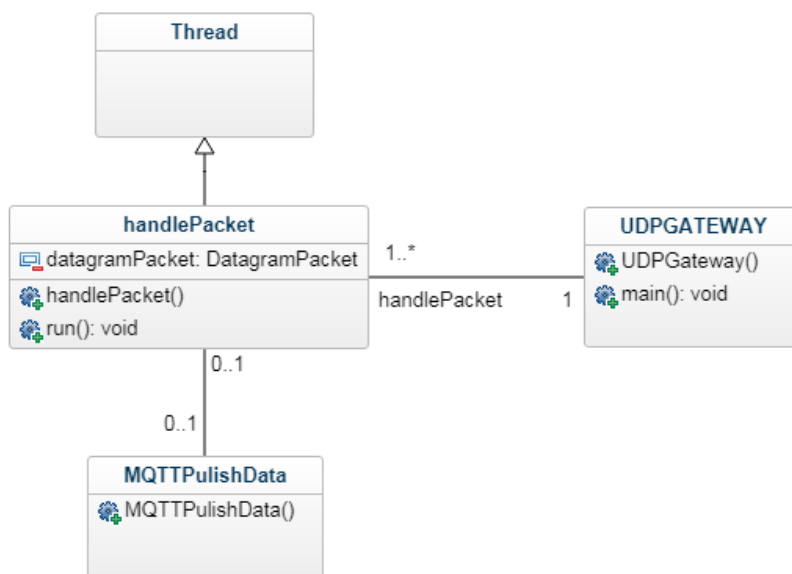 Thread
handlePacket
datagramPacket: DatagramPacket
handlePacket()
run(): void
1..*
handlePacket
1
UDPGATEWAY
UDPGateway()
main(): void
0..1
0..1
MQTTPulishData
MQTTPulishData()